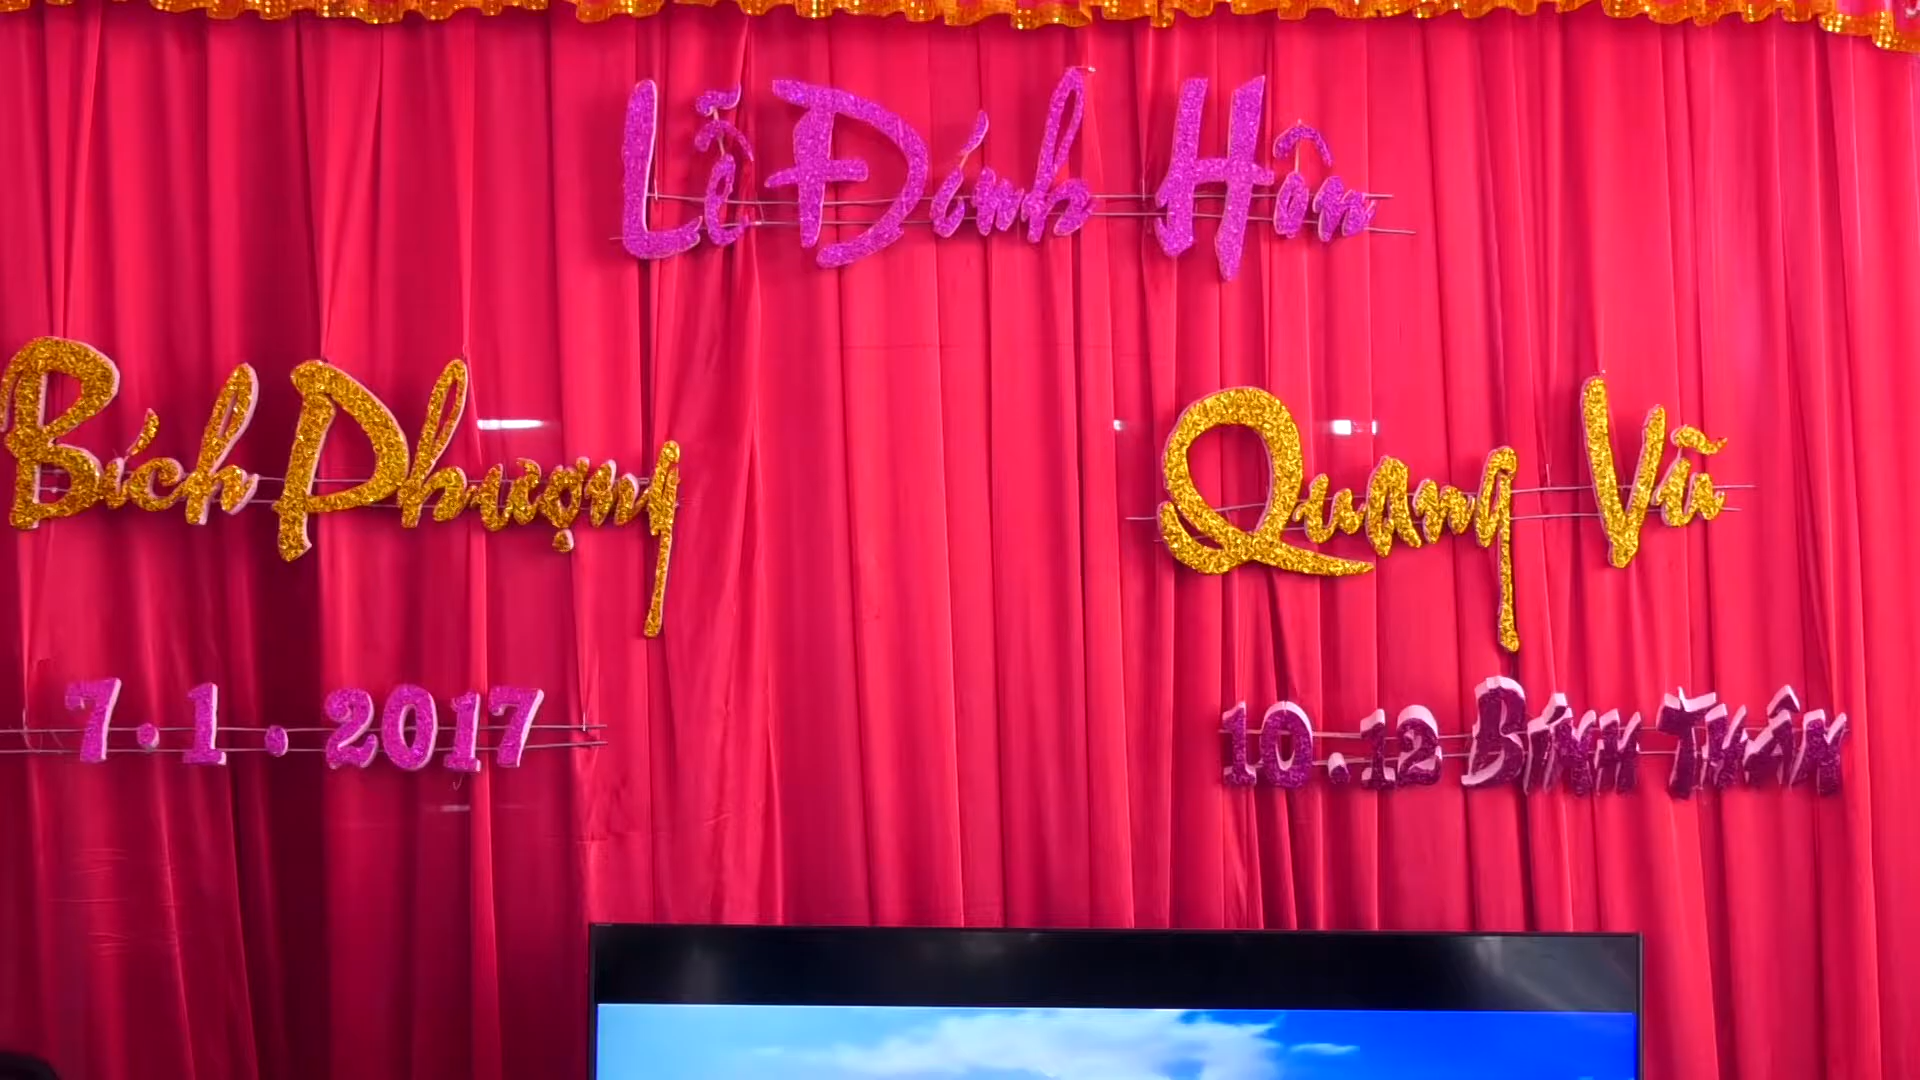 Lễ Đính Hôn
Bích Phượng
Quang Vũ
7.1.2017
10.12 Bính Thân